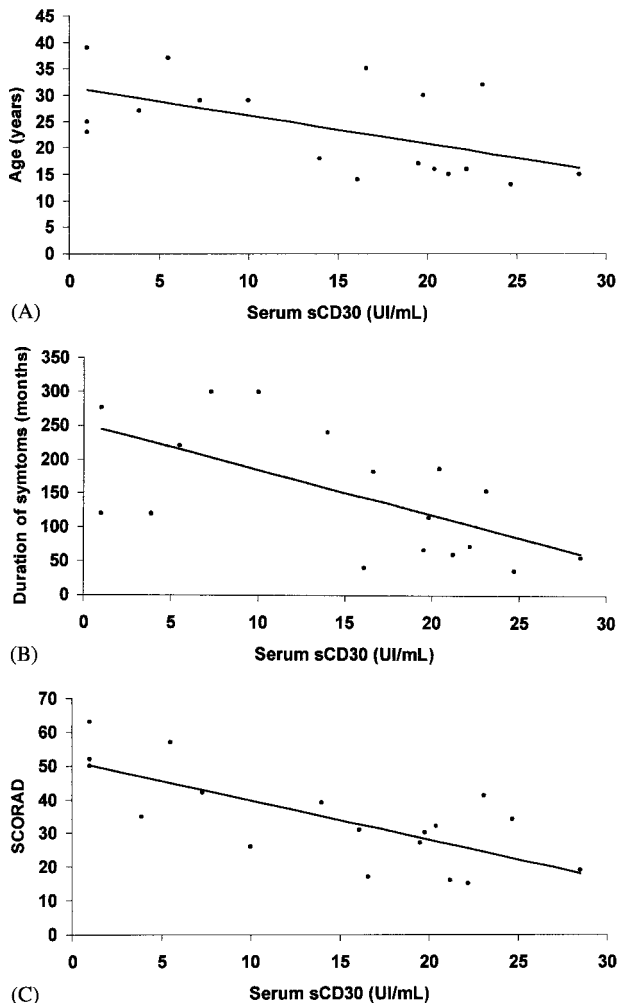 45
40
35
30
25
20
15
10
5
0
Age (years)
0 5 10 15 20 25 30
(A) Serum sCD30 (UI/mL)
350
300
250
200
150
100
50
0
Duration of symtoms (months)
0 5 10 15 20 25 30
(B) Serum sCD30 (UI/mL)
70
60
50
40
30
20
10
0
SCORAD
0 5 10 15 20 25 30
(C) Serum sCD30 (UI/mL)